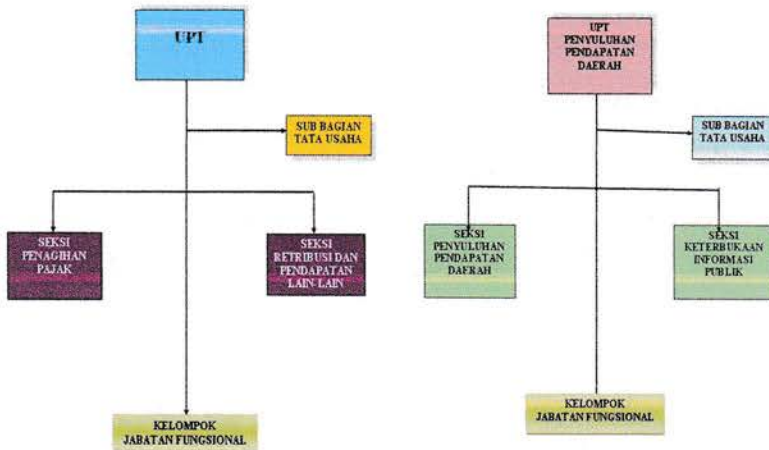 UPT
SUB BAGIAN
TATA USAHA
SEKSI
PENAGIHAN
PAJAK
SEKSI
RETRIBUSI DAN
PENDAPATAN
LAIN-LAIN
KELOMPOK
JABATAN FUNGSIONAL
UPT
PENYULUHAN
PENDAPATAN
DAERAH
SUB BAGIAN
TATA USAHA
SEKSI
PENYULUHAN
PENDAPATAN
DAERAH
SEKSI
KETERBUKAAN
INFORMASI
PUBLIK
KELOMPOK
JABATAN FUNGSIONAL